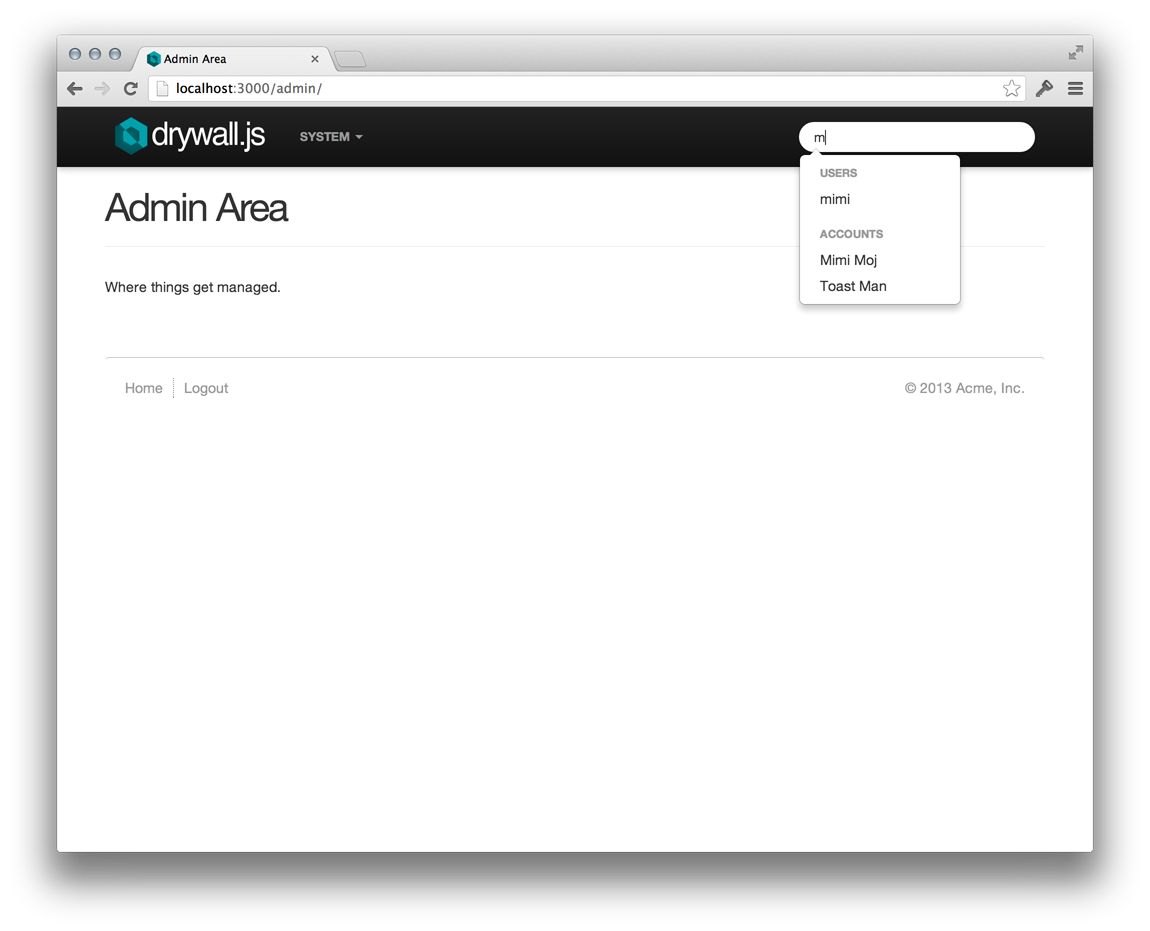 Admin Area
localhost:3000/admin/
drywall.js
SYSTEM
m
USERS
mimi
ACCOUNTS
Mimi Moj
Toast Man
Admin Area
Where things get managed.
Home
Logout
© 2013 Acme, Inc.